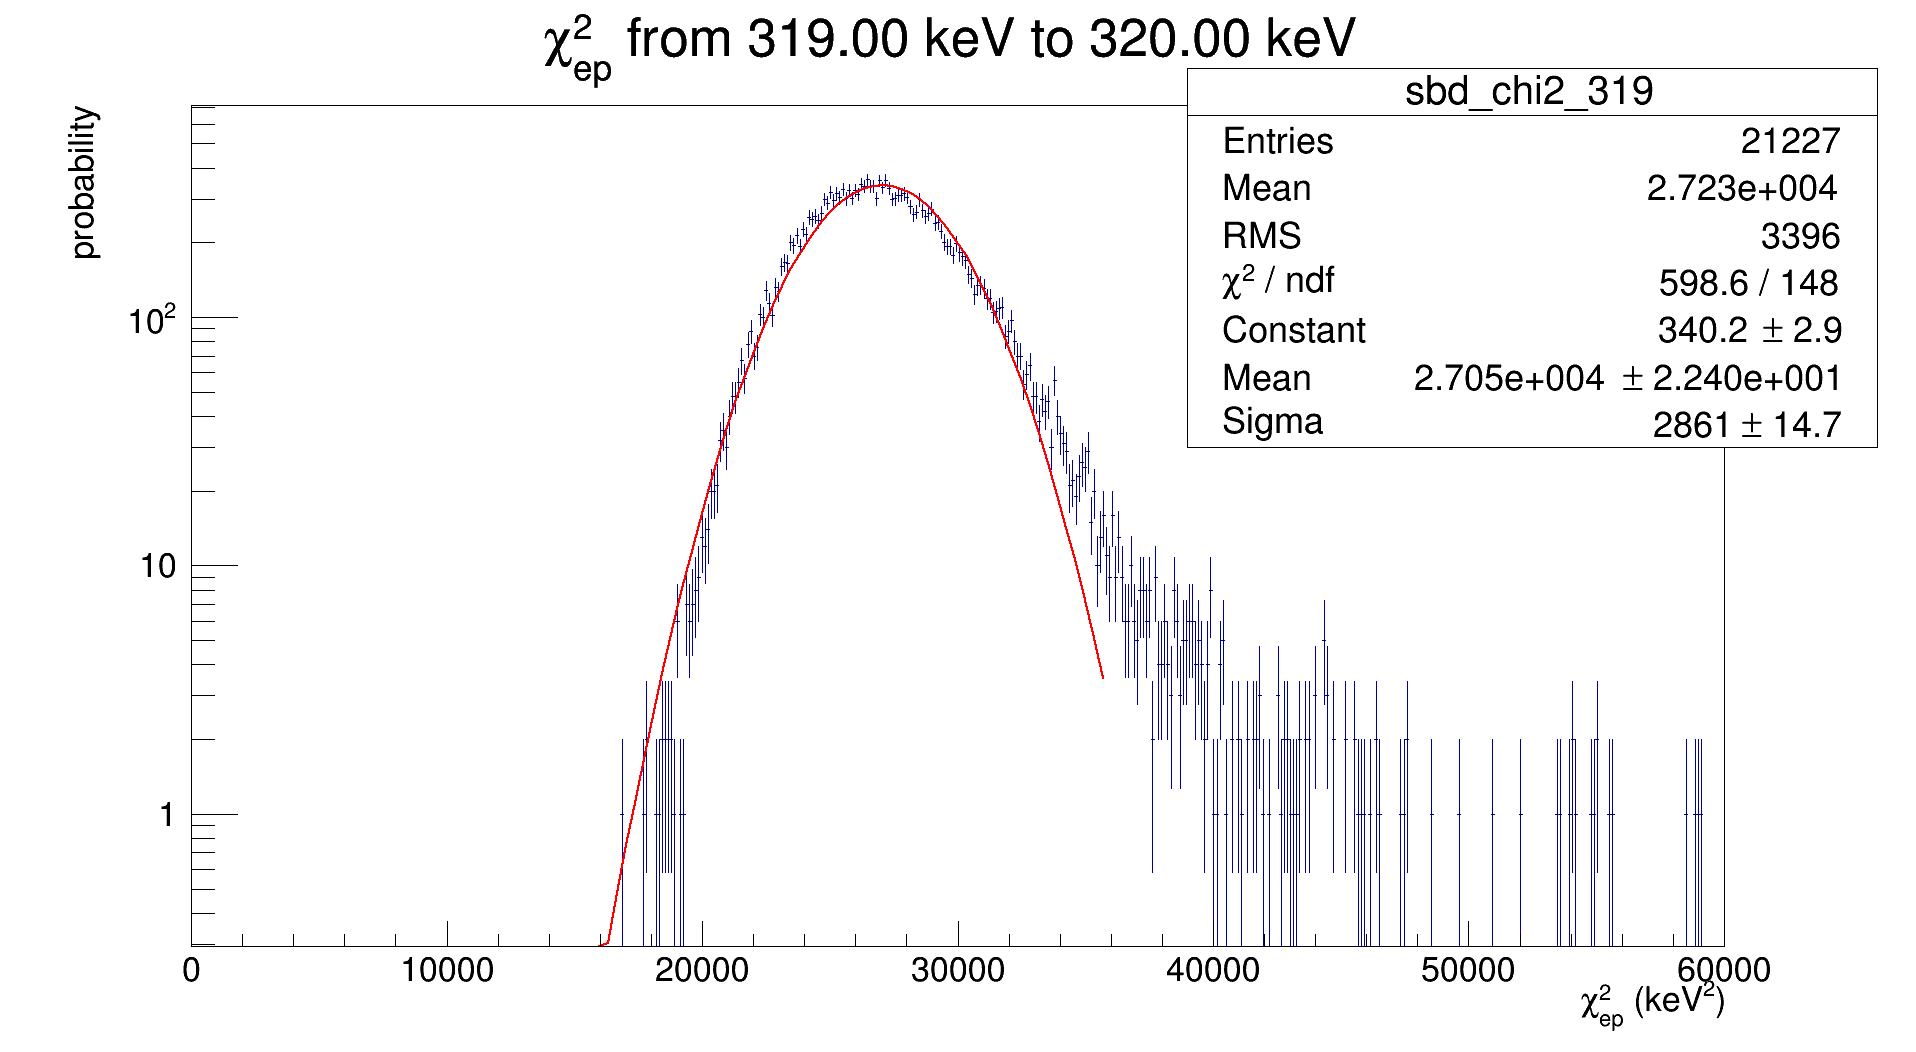 χ²ep from 319.00 keV to 320.00 keV
sbd_chi2_319
Entries 21227
Mean 2.723e+004
RMS 3396
χ² / ndf 598.6 / 148
Constant 340.2 ± 2.9
Mean 2.705e+004 ± 2.240e+001
Sigma 2861 ± 14.7
probability
10²
10
1
0 10000 20000 30000 40000 50000 60000
χ²ep (keV²)